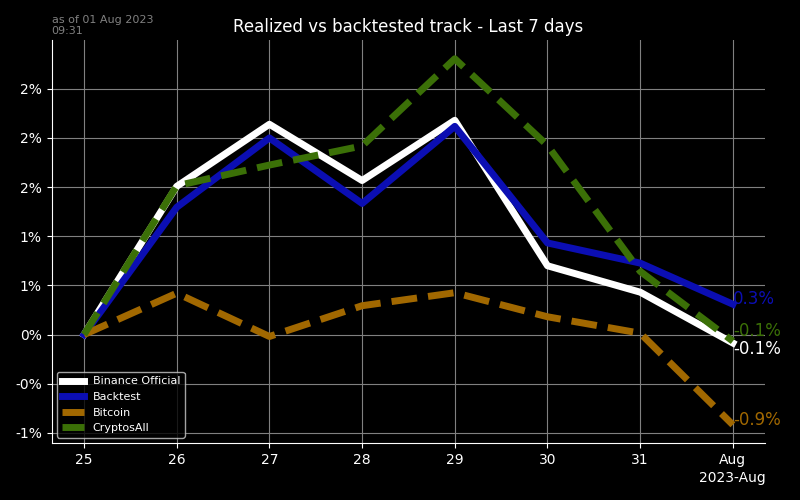 as of 01 Aug 2023
09:31
Realized vs backtested track - Last 7 days
2%
2%
2%
1%
1%
0%
-0%
-1%
0.3%
-0.1%
-0.1%
-0.9%
Binance Official
Backtest
Bitcoin
CryptosAll
25 26 27 28 29 30 31 Aug
2023-Aug